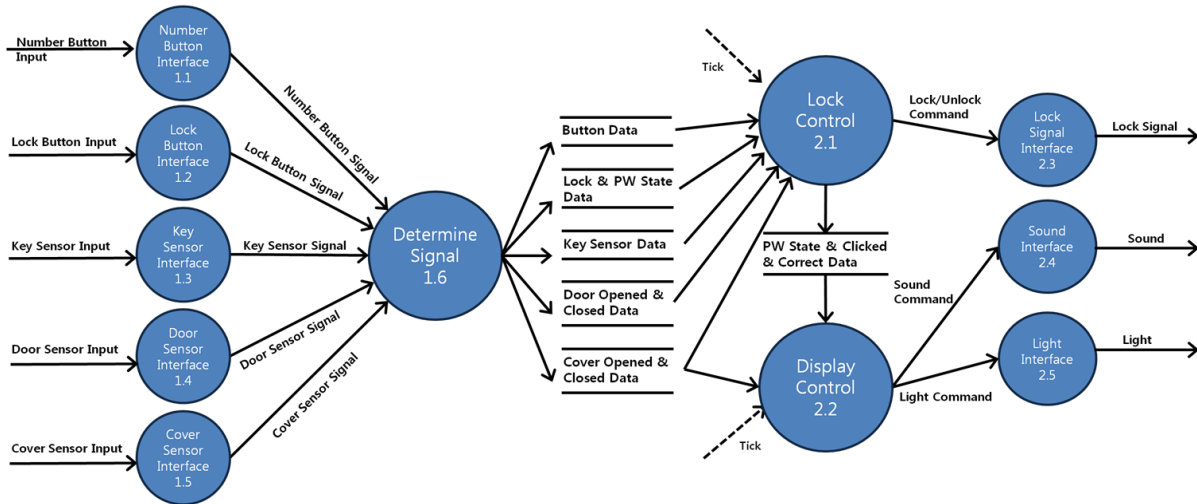 Number Button
Input
Number
Button
Interface
1.1
Number Button Signal
Lock Button Input
Lock
Button
Interface
1.2
Lock Button Signal
Key Sensor Input
Key
Sensor
Interface
1.3
Key Sensor Signal
Door Sensor Input
Door
Sensor
Interface
1.4
Door Sensor Signal
Cover Sensor Input
Cover
Sensor
Interface
1.5
Cover Sensor Signal
Determine
Signal
1.6
Button Data
Lock & PW State
Data
Key Sensor Data
Door Opened &
Closed Data
Cover Opened &
Closed Data
Tick
Lock
Control
2.1
PW State & Clicked
& Correct Data
Display
Control
2.2
Tick
Lock/Unlock
Command
Lock
Signal
Interface
2.3
Lock Signal
Sound
Command
Sound
Interface
2.4
Sound
Light Command
Light
Interface
2.5
Light